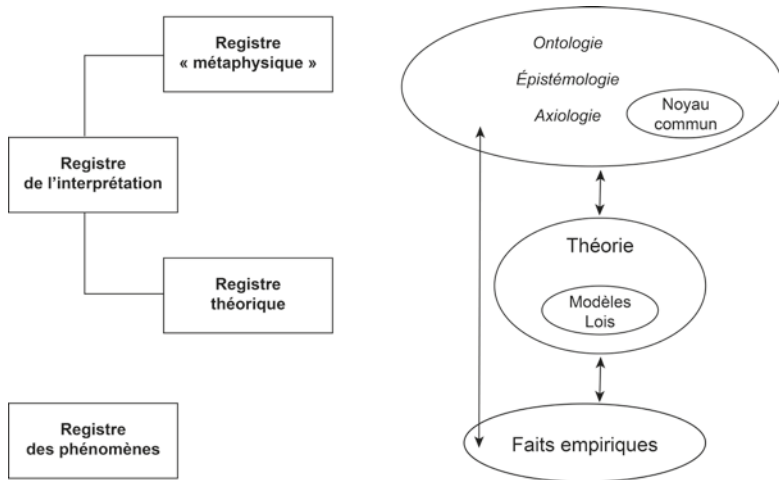 Registre
« métaphysique »
Ontologie
Épistémologie
Axiologie
Noyau
commun
Registre
de l’interprétation
Théorie
Registre
théorique
Modèles
Lois
Registre
des phénomènes
Faits empiriques